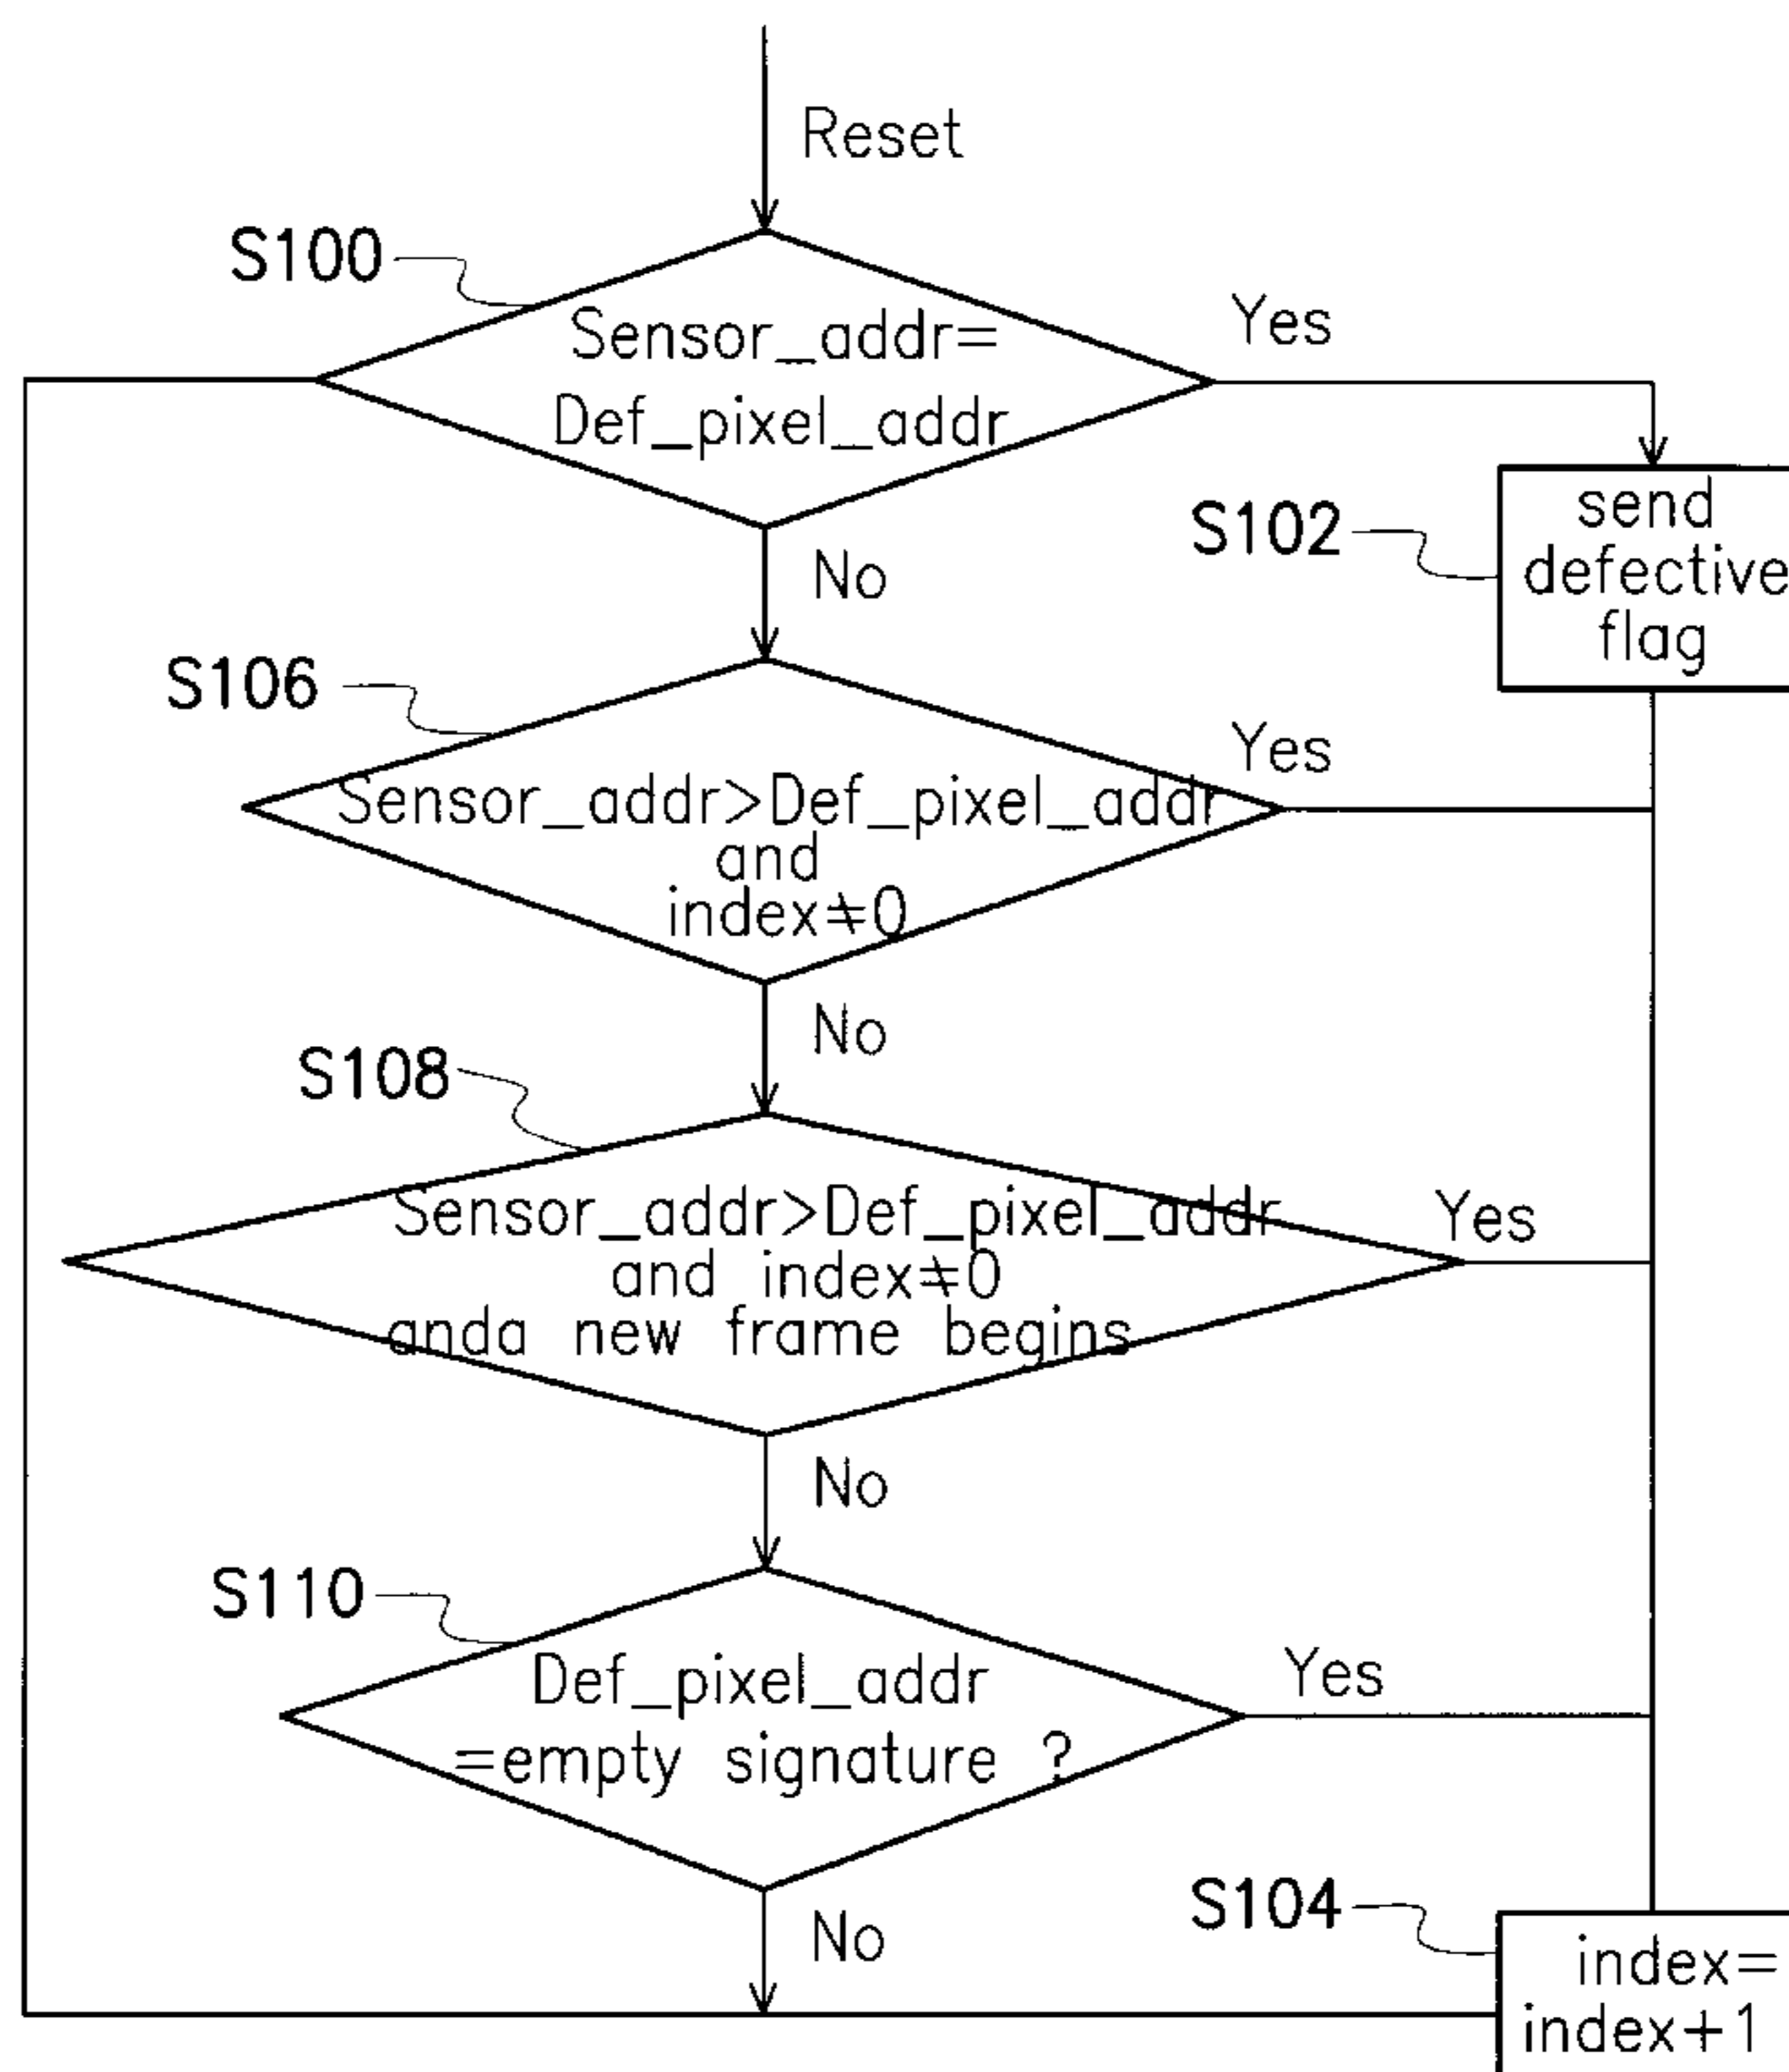 Reset
S100
Sensor_addr=
Def_pixel_addr
Yes
No
S102
send
defective
flag
S106
Sensor_addr>Def_pixel_addr
and
index≠0
Yes
No
S108
Sensor_addr>Def_pixel_addr
and index≠0
anda new frame begins
Yes
No
S110
Def_pixel_addr
=empty signature ?
Yes
No
S104
index=
index+1